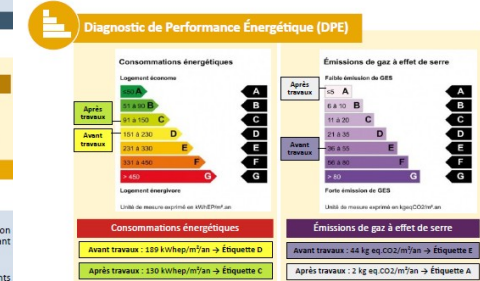 Diagnostic de Performance Énergétique (DPE)
Consommations énergétiques
Logement économe
≤50 A A
51 à 90 B B
91 à 150 C C
151 à 230 D D
231 à 330 E E
331 à 450 F F
> 450 G G
Logement énergivore
Unité de mesure exprimé en kWHEP/m².an
Après
travaux
Avant
travaux
Émissions de gaz à effet de serre
Faible émission de GES
≤5 A A
6 à 10 B B
11 à 20 C C
21 à 35 D D
36 à 55 E E
56 à 80 F F
> 80 G G
Forte émission de GES
Unité de mesure exprimé en kgeqCO2/m².an
Après
travaux
Avant
travaux
Consommations énergétiques
Avant travaux : 189 kWhep/m²/an → Étiquette D
Après travaux : 130 kWhep/m²/an → Étiquette C
Émissions de gaz à effet de serre
Avant travaux : 44 kg eq.CO2/m²/an → Étiquette E
Après travaux : 2 kg eq.CO2/m²/an → Étiquette A
on
ant
nts